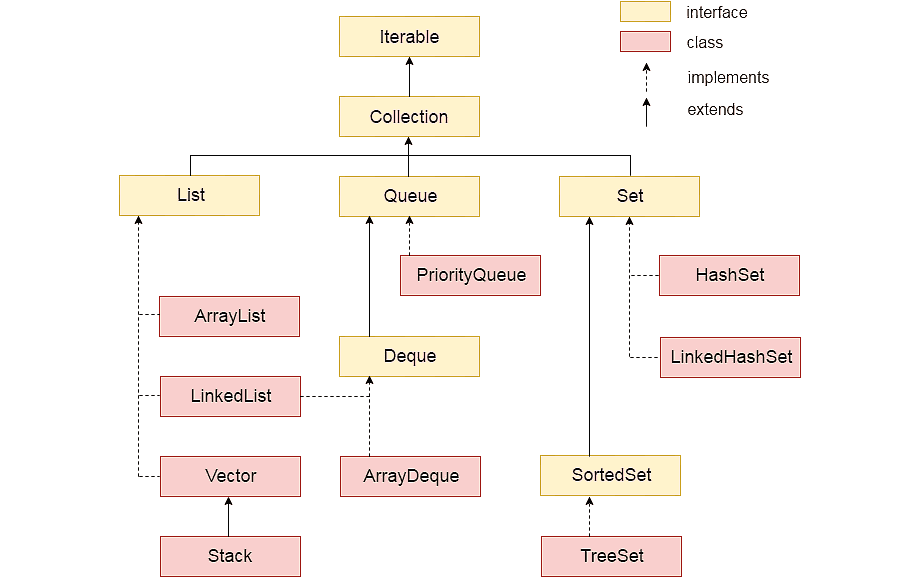 interface
Iterable
class
implements
Collection
extends
List
Queue
Set
PriorityQueue
HashSet
ArrayList
Deque
LinkedHashSet
LinkedList
Vector
ArrayDeque
SortedSet
Stack
TreeSet